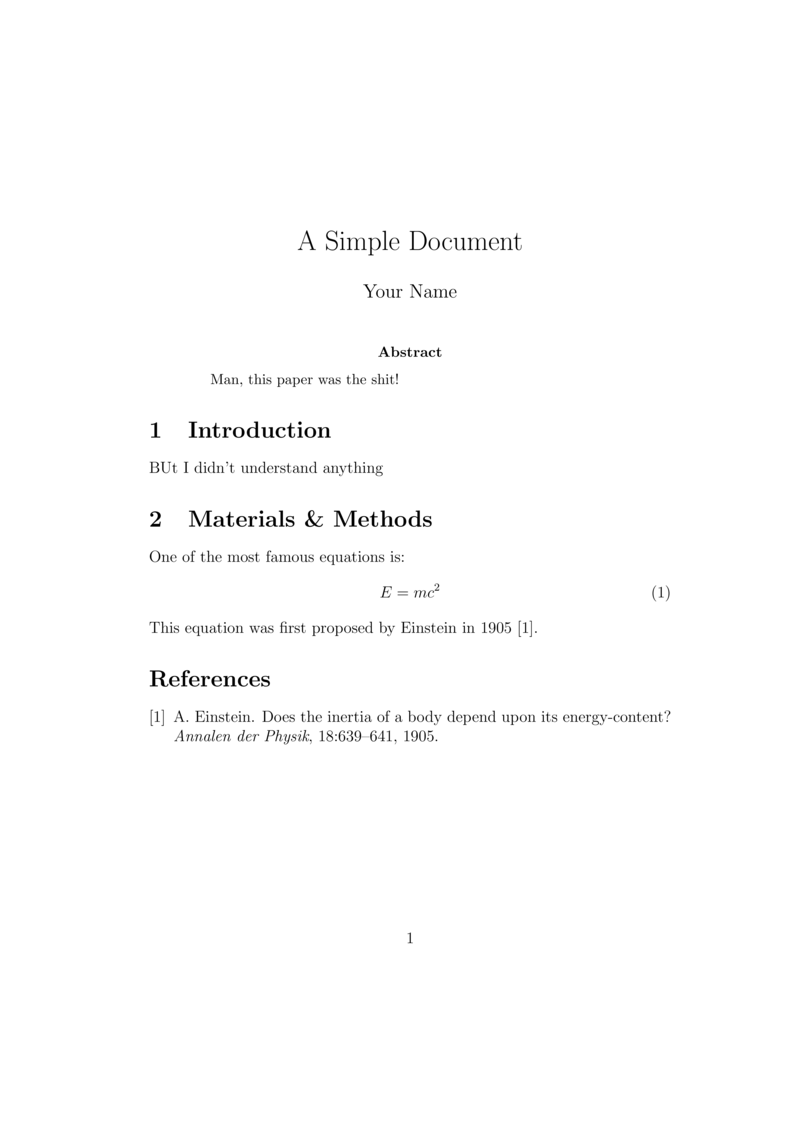 A Simple Document
Your Name
Abstract
Man, this paper was the shit!
1 Introduction
BUt I didn't understand anything
2 Materials & Methods
One of the most famous equations is:
E = mc² (1)
This equation was first proposed by Einstein in 1905 [1].
References
[1] A. Einstein. Does the inertia of a body depend upon its energy-content?
Annalen der Physik, 18:639–641, 1905.
1